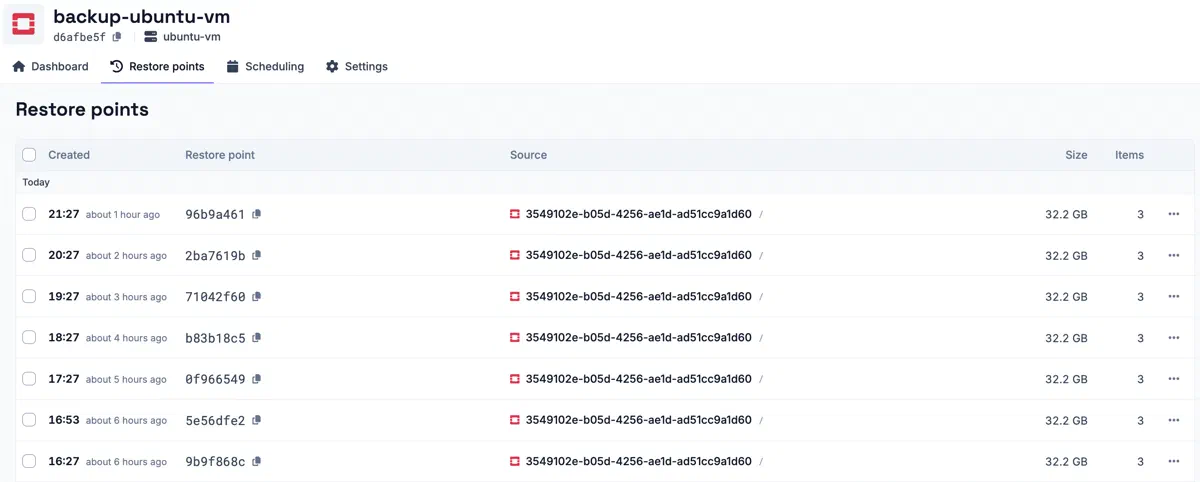 backup-ubuntu-vm
d6afbe5f ubuntu-vm
Dashboard Restore points Scheduling Settings
Restore points
Created Restore point Source Size Items
Today
21:27 about 1 hour ago 96b9a461 3549102e-b05d-4256-ae1d-ad51cc9a1d60 / 32.2 GB 3
20:27 about 2 hours ago 2ba7619b 3549102e-b05d-4256-ae1d-ad51cc9a1d60 / 32.2 GB 3
19:27 about 3 hours ago 71042f60 3549102e-b05d-4256-ae1d-ad51cc9a1d60 / 32.2 GB 3
18:27 about 4 hours ago b83b18c5 3549102e-b05d-4256-ae1d-ad51cc9a1d60 / 32.2 GB 3
17:27 about 5 hours ago 0f966549 3549102e-b05d-4256-ae1d-ad51cc9a1d60 / 32.2 GB 3
16:53 about 6 hours ago 5e56dfe2 3549102e-b05d-4256-ae1d-ad51cc9a1d60 / 32.2 GB 3
16:27 about 6 hours ago 9b9f868c 3549102e-b05d-4256-ae1d-ad51cc9a1d60 / 32.2 GB 3